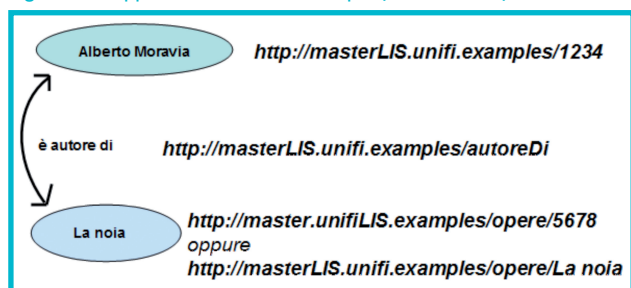 Alberto Moravia
http://masterLIS.unifi.examples/1234
è autore di
http://masterLIS.unifi.examples/autoreDi
La noia
http://master.unifiLIS.examples/opere/5678
oppure
http://masterLIS.unifi.examples/opere/La noia